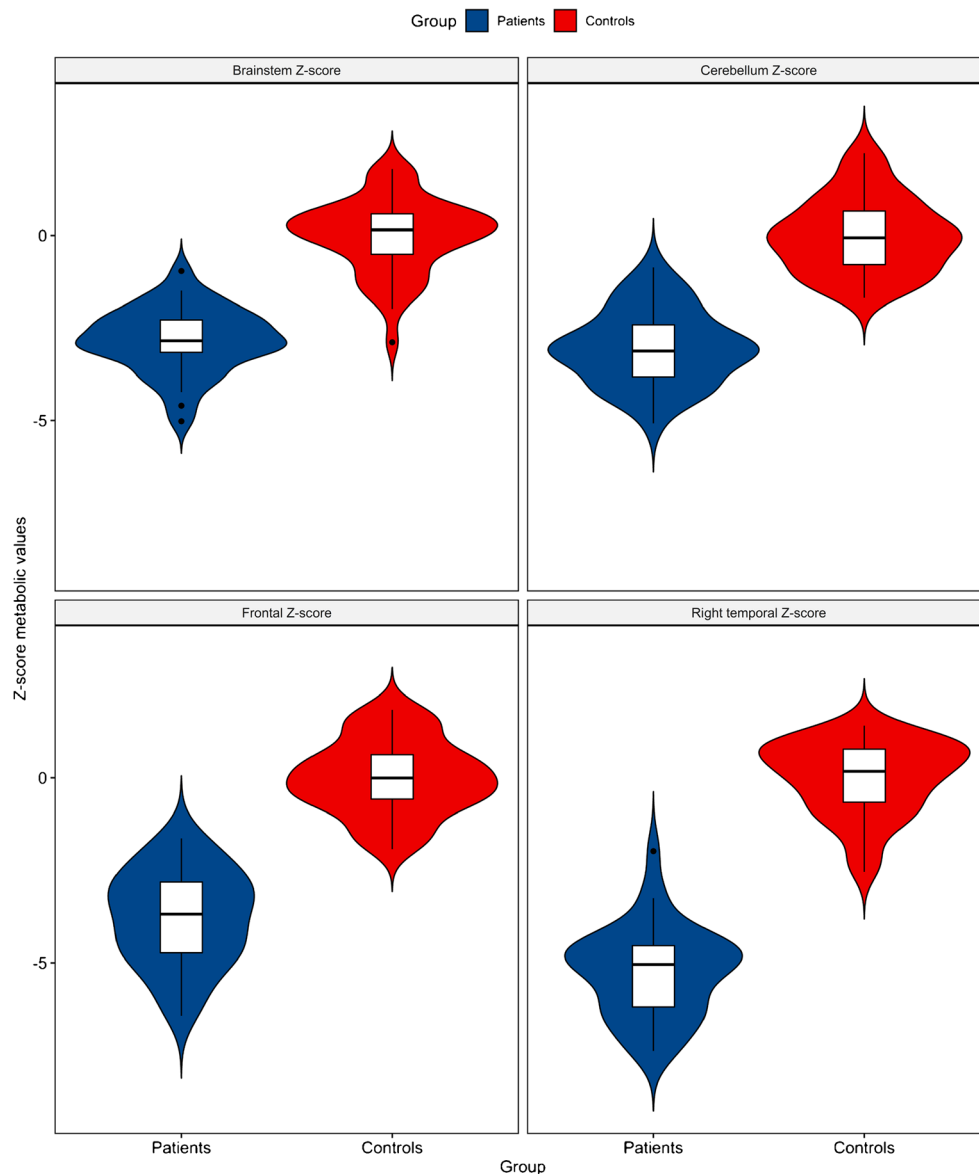 Group Patients Controls
Brainstem Z-score
Cerebellum Z-score
0
-5
Z-score metabolic values
Frontal Z-score
Right temporal Z-score
0
-5
Patients
Controls
Patients
Controls
Group